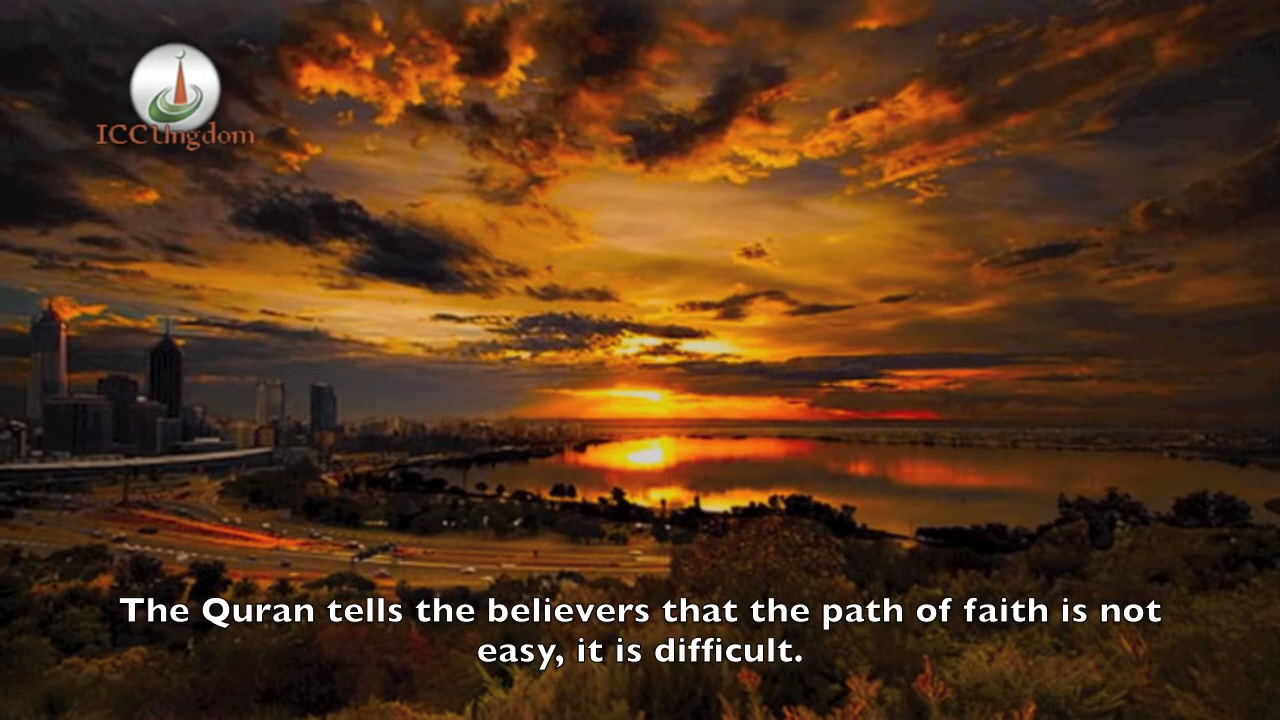 ICCUngdom
The Quran tells the believers that the path of faith is not
easy, it is difficult.